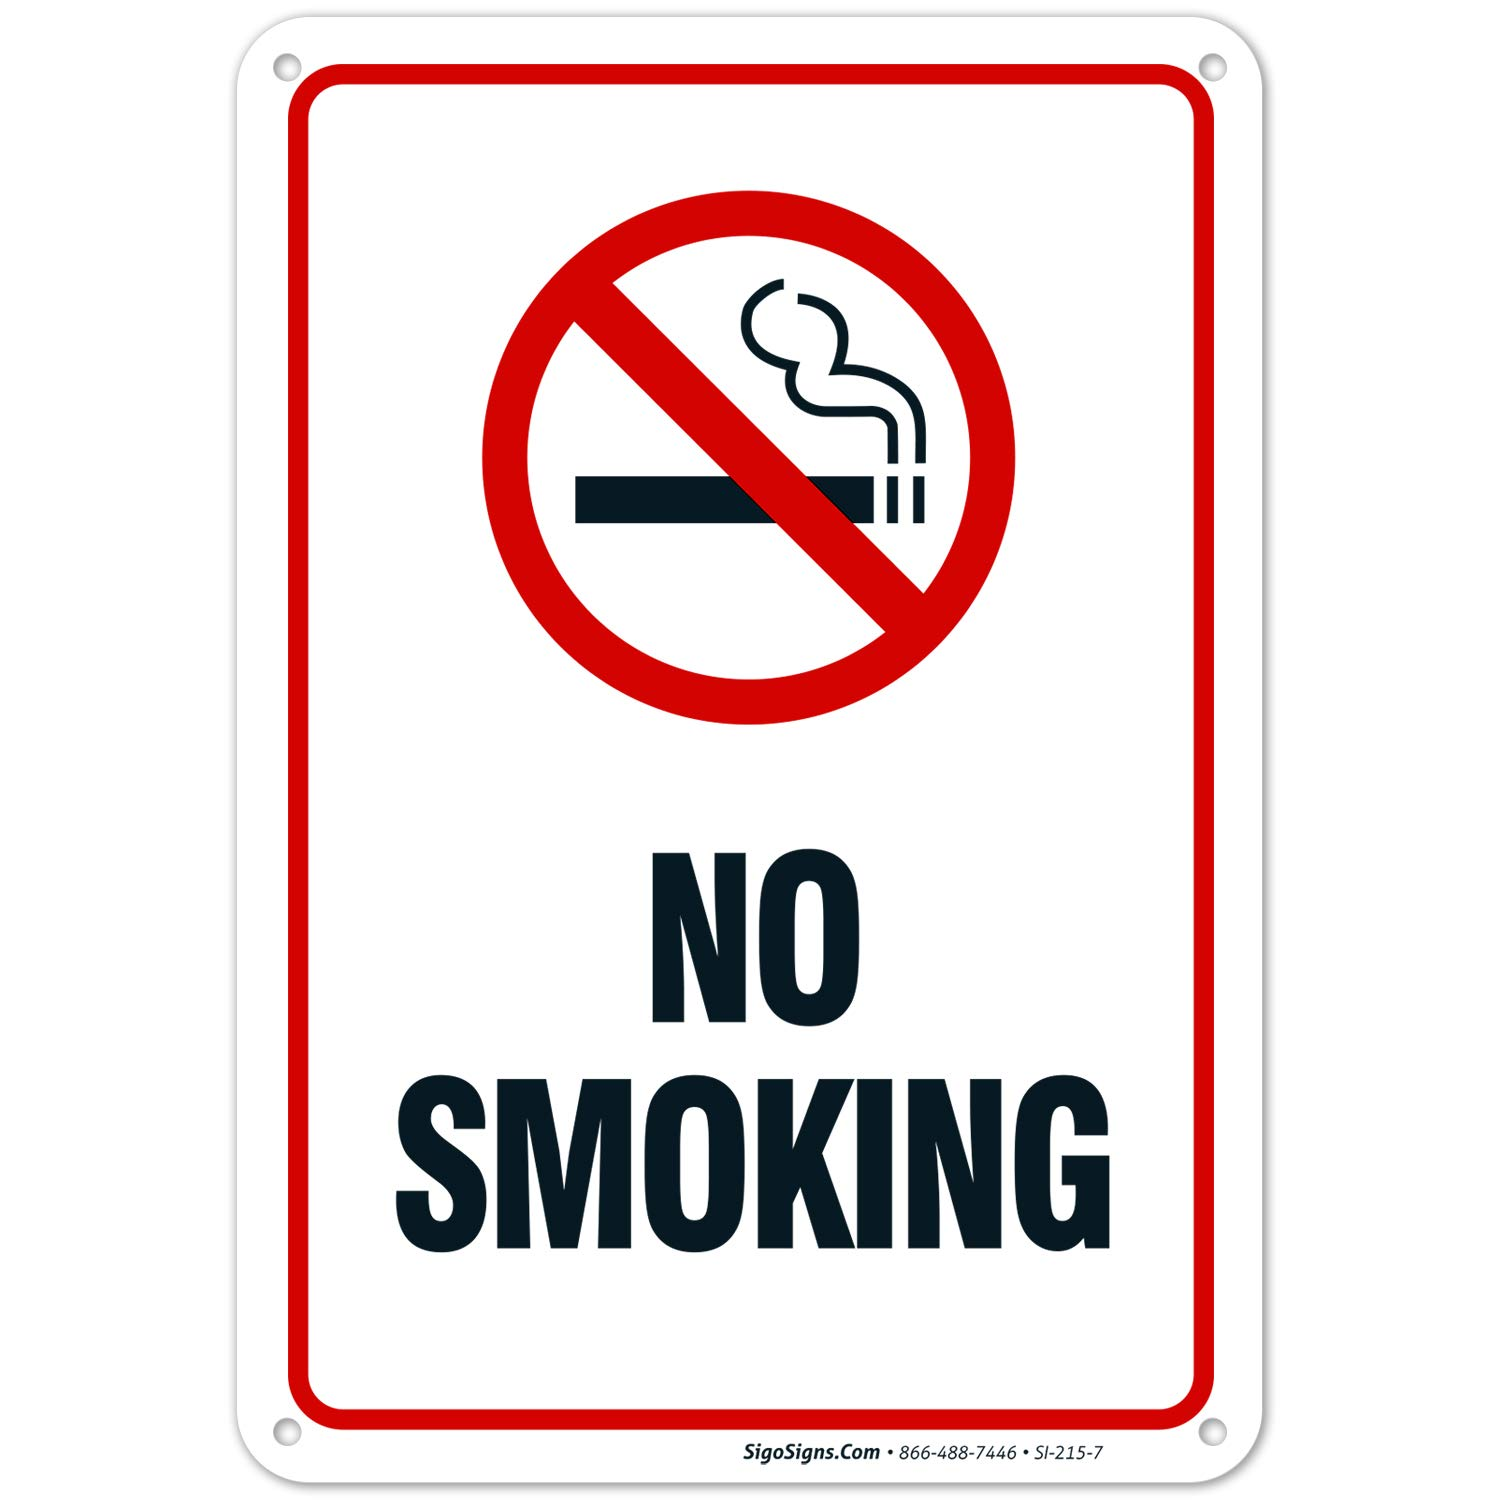 NO
SMOKING
SigoSigns.Com • 866-488-7446 • SI-215-7